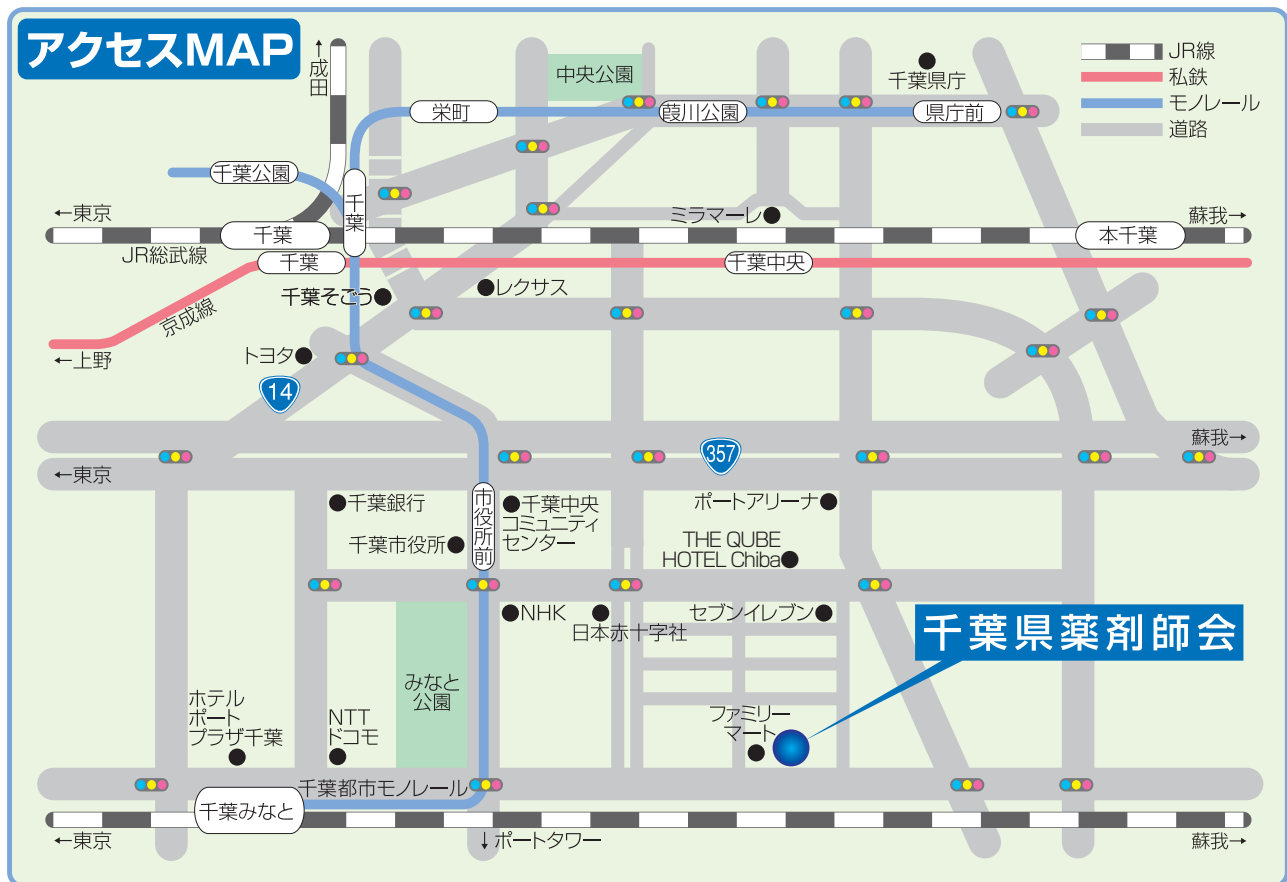 アクセスMAP
↑成田
中央公園
千葉県庁
JR線
私鉄
モノレール
道路
栄町
葭川公園
県庁前
千葉公園
千葉
←東京
ミラマーレ
蘇我→
千葉
本千葉
JR総武線
千葉
千葉中央
千葉そごう
レクサス
京成線
←上野
トヨタ
14
蘇我→
357
←東京
千葉銀行
市役所前
千葉中央
コミュニティ
センター
ポートアリーナ
千葉市役所
THE QUBE
HOTEL Chiba
NHK
日本赤十字社
セブンイレブン
千葉県薬剤師会
みなと
公園
ホテル
ポート
プラザ千葉
NTT
ドコモ
ファミリー
マート
千葉都市モノレール
千葉みなと
←東京
↓ポートタワー
蘇我→